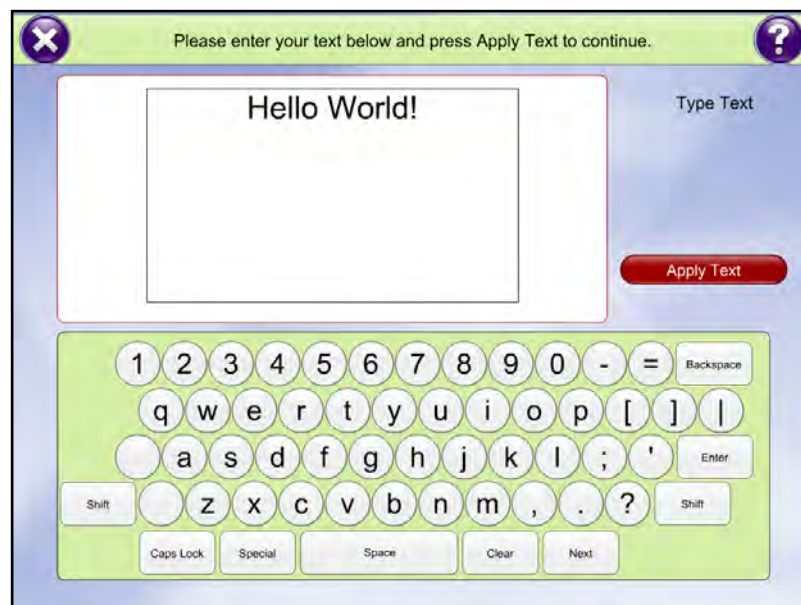 Please enter your text below and press Apply Text to continue.
?
Hello World!
Type Text
Apply Text
1 2 3 4 5 6 7 8 9 0 - = Backspace
q w e r t y u i o p [ ] |
a s d f g h j k l ; ' Enter
Shift z x c v b n m , . ? Shift
Caps Lock Special Space Clear Next